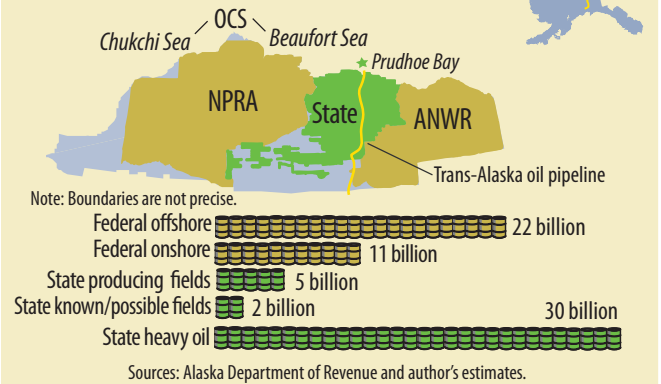 OCS
Chukchi Sea
Beaufort Sea
Prudhoe Bay
NPRA
State
ANWR
Trans-Alaska oil pipeline
Note: Boundaries are not precise.
Federal offshore 22 billion
Federal onshore 11 billion
State producing fields 5 billion
State known/possible fields 2 billion
30 billion
State heavy oil
Sources: Alaska Department of Revenue and author's estimates.